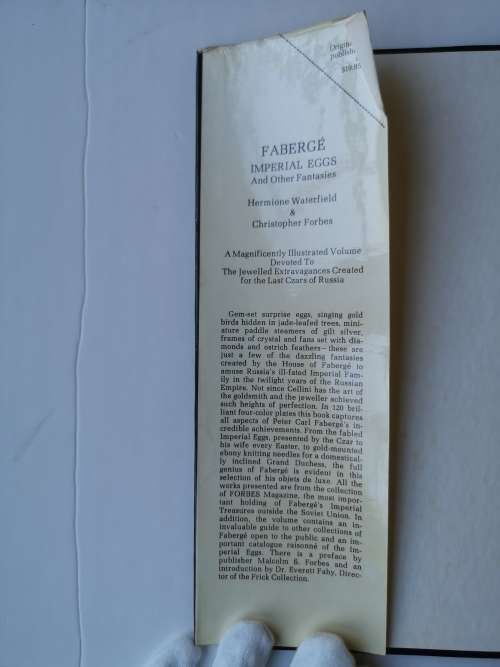 Origin
publish
$19.95
FABERGÉ
IMPERIAL EGGS
And Other Fantasies
Hermione Waterfield
&
Christopher Forbes
A Magnificently Illustrated Volume
Devoted To
The Jewelled Extravagances Created
for the Last Czars of Russia
Gem-set surprise eggs, singing gold
birds hidden in jade-leafed trees, mini-
ature paddle steamers of gilt silver,
frames of crystal and fans set with dia-
monds and ostrich feathers—these are
just a few of the dazzling fantasies
created by the House of Fabergé to
amuse Russia's ill-fated Imperial Fam-
ily in the twilight years of the Russian
Empire. Not since Cellini has the art of
the goldsmith and the jeweller achieved
such heights of perfection. In 120 bril-
liant four-color plates this book captures
all aspects of Peter Carl Fabergé's in-
credible achievements. From the fabled
Imperial Eggs, presented by the Czar to
his wife every Easter, to gold-mounted
ebony knitting needles for a domestical-
ly inclined Grand Duchess, the full
genius of Fabergé is evident in this
selection of his objets de luxe. All the
works presented are from the collection
of FORBES Magazine, the most impor-
tant holding of Fabergé's Imperial
Treasures outside the Soviet Union. In
addition, the volume contains an in-
invaluable guide to other collections of
Fabergé open to the public and an im-
portant catalogue raisonné of the Im-
perial Eggs. There is a preface by
publisher Malcolm S. Forbes and an
introduction by Dr. Everett Fahy, Direc-
tor of the Frick Collection.